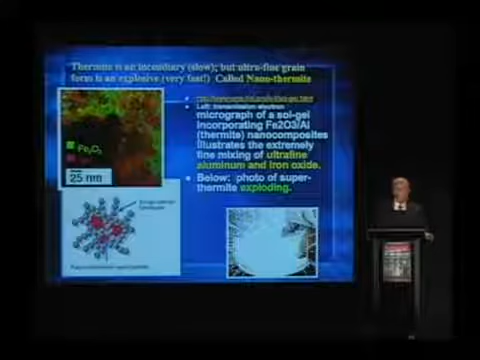 Thermite is an incendiary (slow); but ultra-fine grain
form is an explosive (very fast!) Called Nano-thermite
Left: transmission electron
micrograph of a sol-gel
incorporating Fe2O3/Al
(thermite) nanocomposites
illustrates the extremely
fine mixing of ultrafine
aluminum and iron oxide.
Below: photo of super-
thermite exploding.
Fe2O3
25 nm